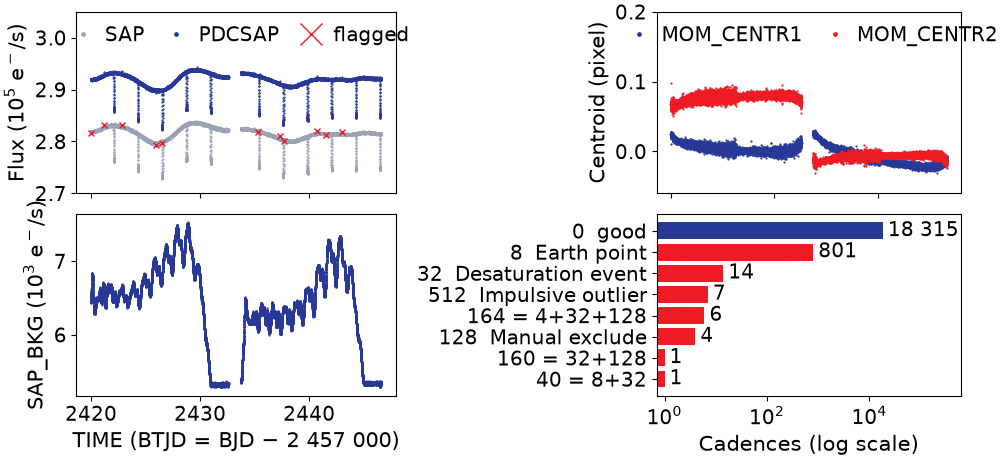 SAP PDCSAP flagged
Flux (10⁵ e⁻/s)
3.0
2.9
2.8
2.7
MOM_CENTR1 MOM_CENTR2
Centroid (pixel)
0.2
0.1
0.0
SAP_BKG (10³ e⁻/s)
7
6
2420 2430 2440
TIME (BTJD = BJD − 2 457 000)
0 good 18 315
8 Earth point 801
32 Desaturation event 14
512 Impulsive outlier 7
164 = 4+32+128 6
128 Manual exclude 4
160 = 32+128 1
40 = 8+32 1
10⁰ 10² 10⁴
Cadences (log scale)